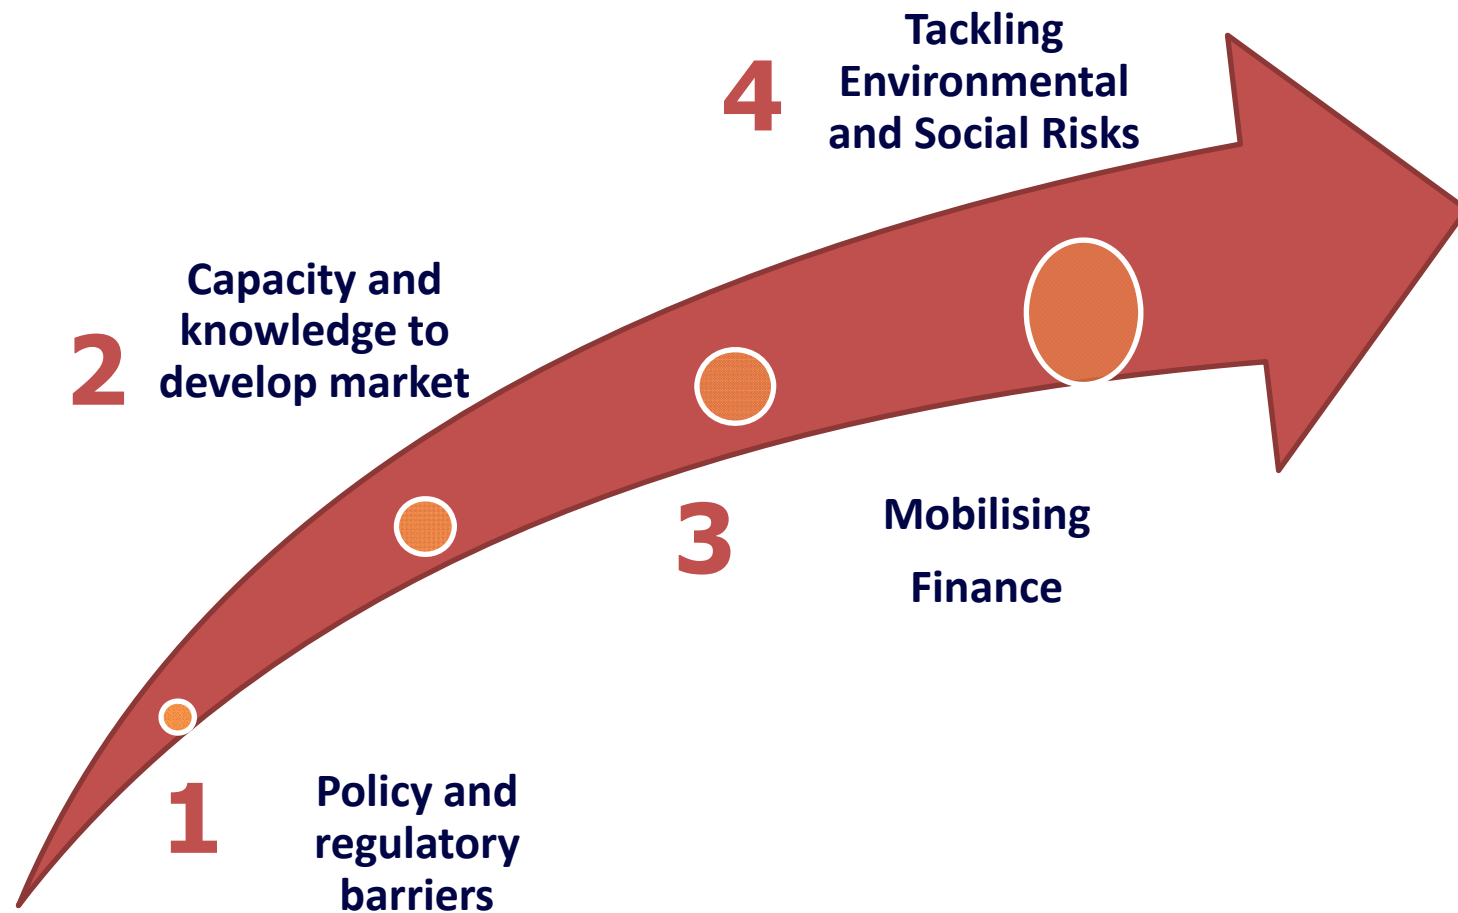 4
Tackling
Environmental
and Social Risks
2
Capacity and
knowledge to
develop market
3
Mobilising
Finance
1
Policy and
regulatory
barriers